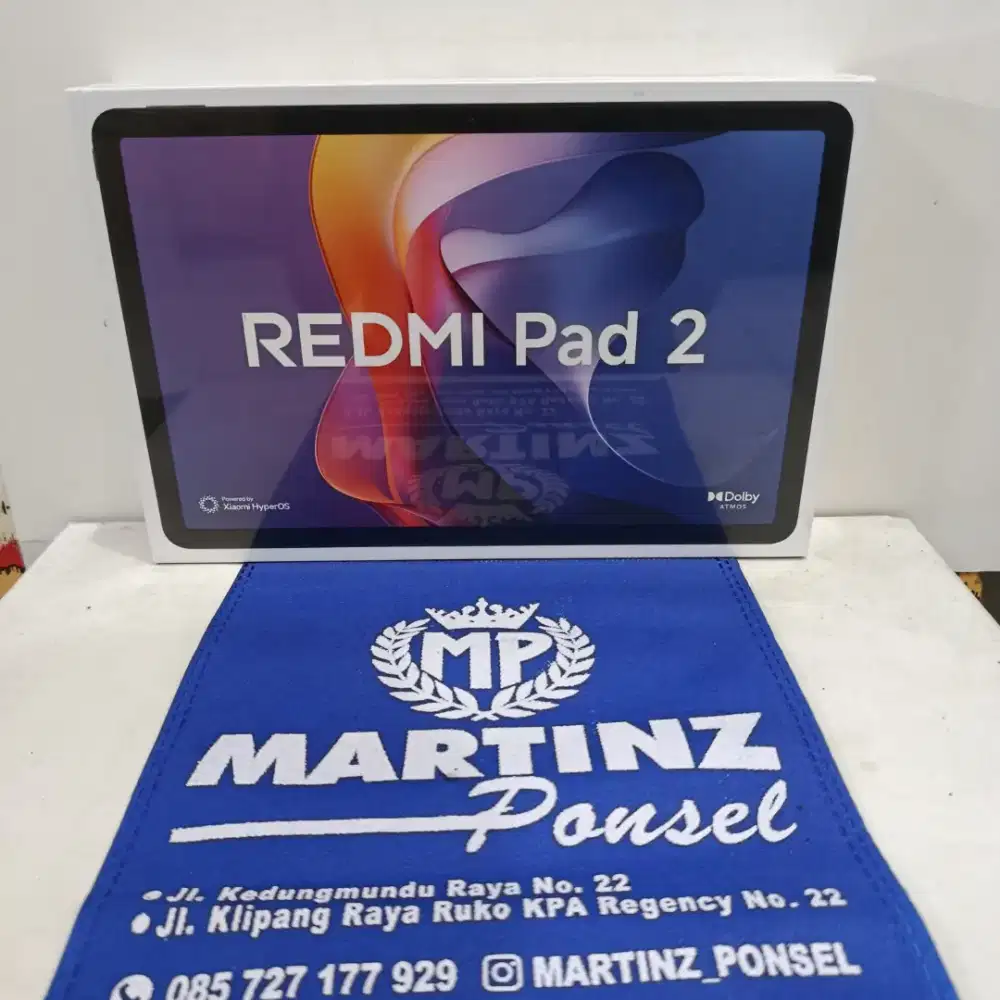 REDMI Pad 2
Powered by
Xiaomi HyperOS
Dolby
ATMOS
MP
MARTINZ
Ponsel
Jl. Kedungmundu Raya No. 22
Jl. Klipang Raya Ruko KPA Regency No. 22
085 727 177 929 MARTINZ_PONSEL